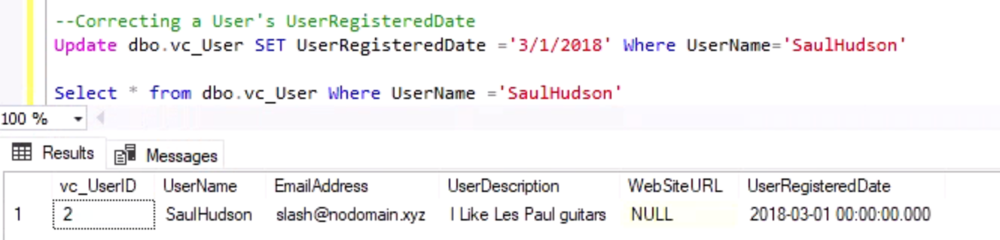 --Correcting a User's UserRegisteredDate
Update dbo.vc_User SET UserRegisteredDate ='3/1/2018' Where UserName='SaulHudson'
Select * from dbo.vc_User Where UserName ='SaulHudson'
100 %
Results Messages
vc_UserID UserName EmailAddress UserDescription WebSiteURL UserRegisteredDate
1 2 SaulHudson slash@nodomain.xyz I Like Les Paul guitars NULL 2018-03-01 00:00:00.000